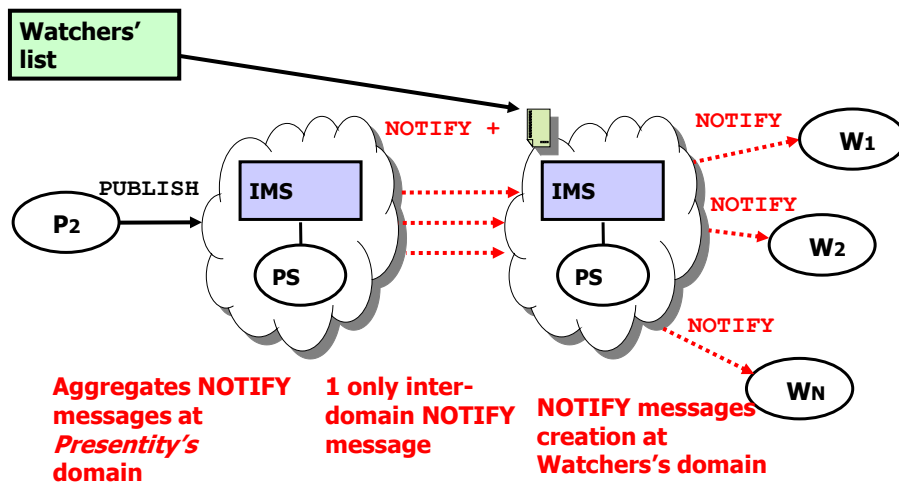 Watchers'
list
NOTIFY +
NOTIFY
W1
PUBLISH
IMS
IMS
P2
NOTIFY
W2
PS
PS
NOTIFY
WN
Aggregates NOTIFY
messages at
Presentity's
domain
1 only inter-
domain NOTIFY
message
NOTIFY messages
creation at
Watchers's domain